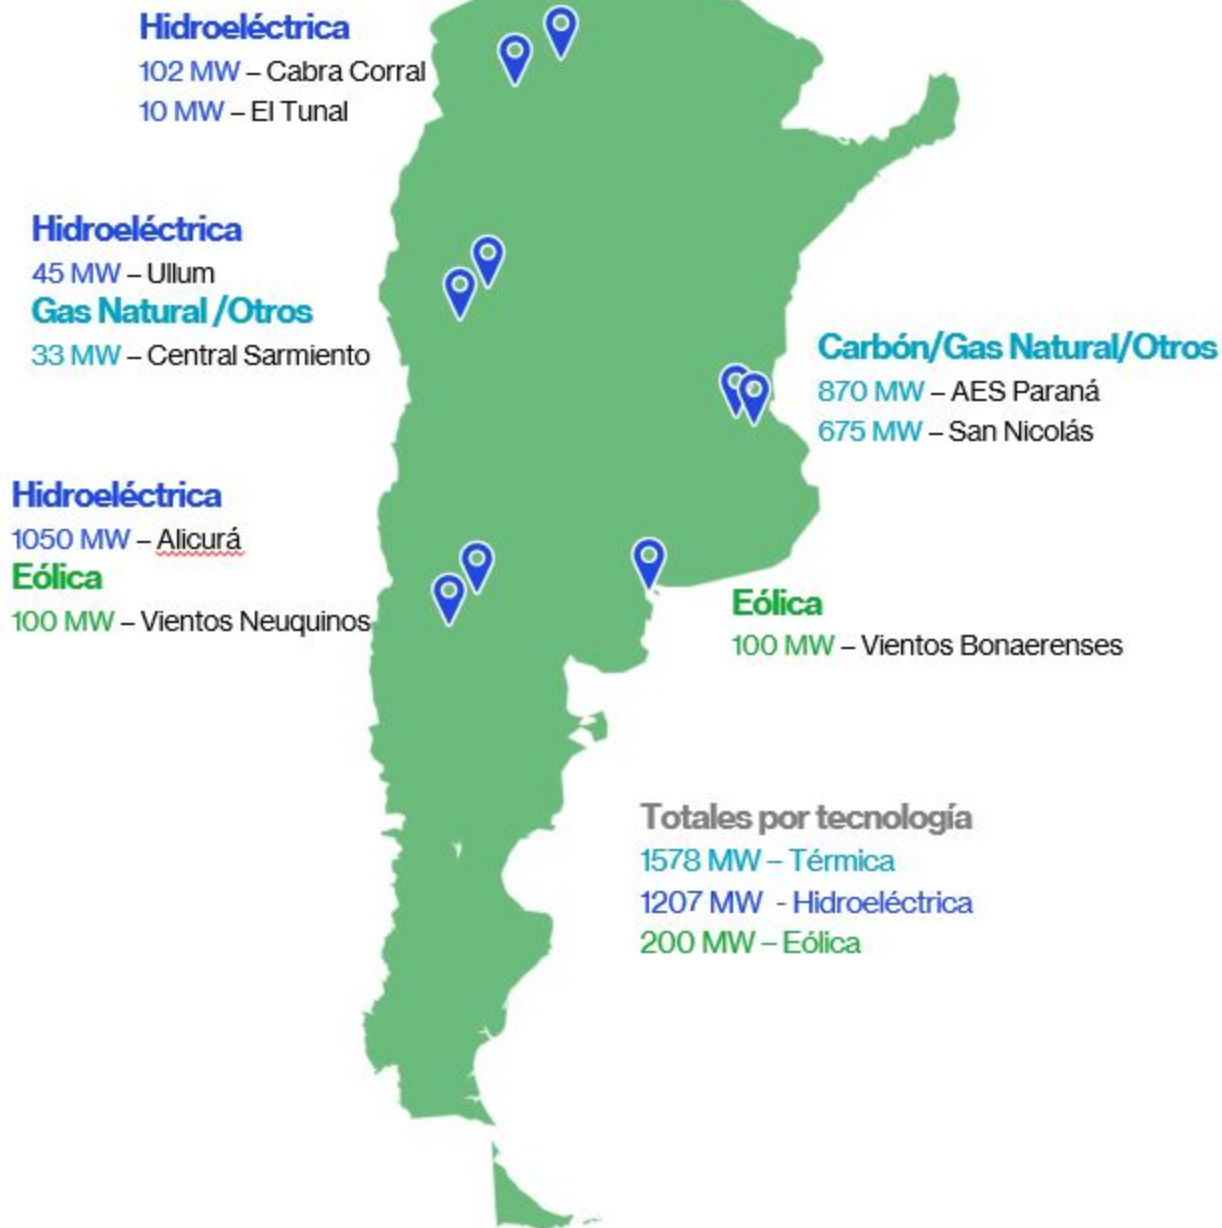 Hidroeléctrica
102 MW – Cabra Corral
10 MW – El Tunal
Hidroeléctrica
45 MW – Ullum
Gas Natural /Otros
33 MW – Central Sarmiento
Carbón/Gas Natural/Otros
870 MW – AES Paraná
675 MW – San Nicolás
Hidroeléctrica
1050 MW – Alicurá
Eólica
100 MW – Vientos Neuquinos
Eólica
100 MW – Vientos Bonaerenses
Totales por tecnología
1578 MW – Térmica
1207 MW - Hidroeléctrica
200 MW – Eólica